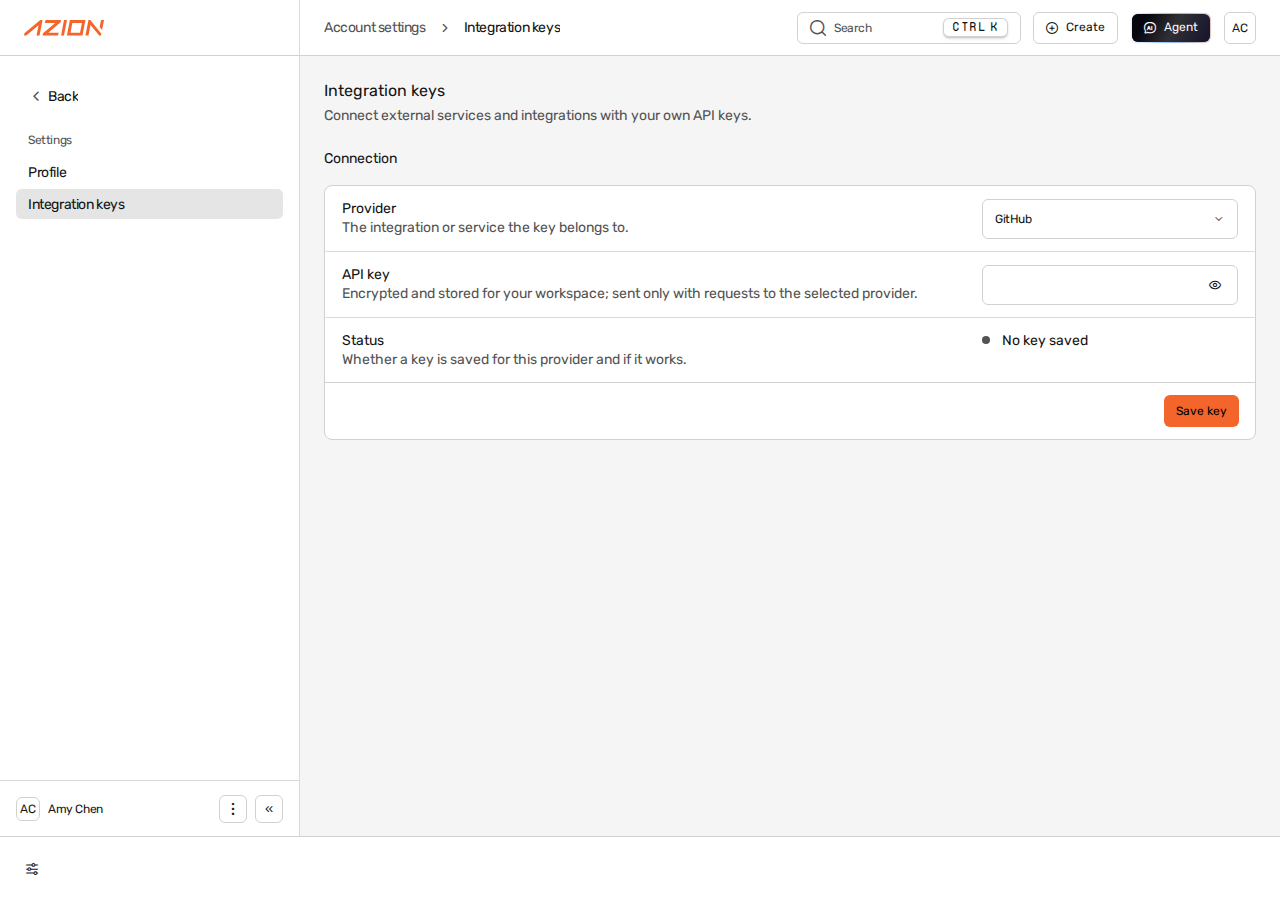 AZION
Account settings > Integration keys
Search CTRL K
Create
AI Agent
AC
Back
Settings
Profile
Integration keys
Integration keys
Connect external services and integrations with your own API keys.
Connection
Provider
The integration or service the key belongs to.
GitHub
API key
Encrypted and stored for your workspace; sent only with requests to the selected provider.
Status
Whether a key is saved for this provider and if it works.
No key saved
Save key
AC Amy Chen